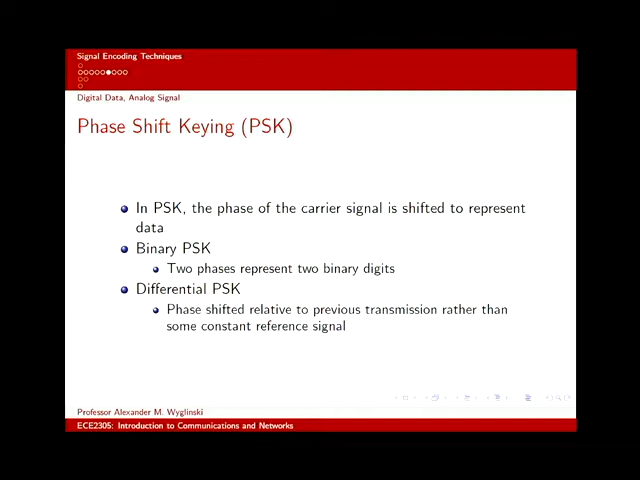 Signal Encoding Techniques
Digital Data, Analog Signal
Phase Shift Keying (PSK)
In PSK, the phase of the carrier signal is shifted to represent
data
Binary PSK
Two phases represent two binary digits
Differential PSK
Phase shifted relative to previous transmission rather than
some constant reference signal
Professor Alexander M. Wyglinski
ECE2305: Introduction to Communications and Networks